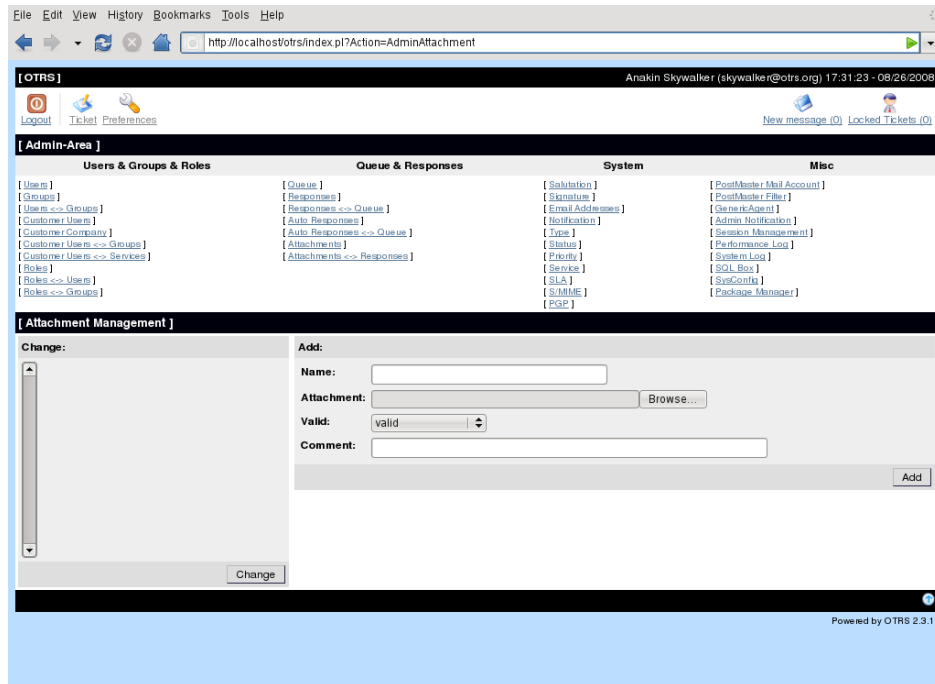 File Edit View History Bookmarks Tools Help
http://localhost/otrs/index.pl?Action=AdminAttachment
[ OTRS ]
Anakin Skywalker (skywalker@otrs.org) 17:31:23 - 08/26/2008
Logout Ticket Preferences
New message (0) Locked Tickets (0)
[ Admin-Area ]
Users & Groups & Roles
[ Users ]
[ Groups ]
[ Users <-> Groups ]
[ Customer Users ]
[ Customer Company ]
[ Customer Users <-> Groups ]
[ Customer Users <-> Services ]
[ Roles ]
[ Roles <-> Users ]
[ Roles <-> Groups ]
Queue & Responses
[ Queue ]
[ Responses ]
[ Responses <-> Queue ]
[ Auto Responses ]
[ Auto Responses <-> Queue ]
[ Attachments ]
[ Attachments <-> Responses ]
System
[ Salutation ]
[ Signature ]
[ Email Addresses ]
[ Notification ]
[ Type ]
[ Status ]
[ Priority ]
[ Service ]
[ SLA ]
[ S/MIME ]
[ PGP ]
Misc
[ PostMaster Mail Account ]
[ PostMaster Filter ]
[ GenericAgent ]
[ Admin Notification ]
[ Session Management ]
[ Performance Log ]
[ System Log ]
[ SQL Box ]
[ SysConfig ]
[ Package Manager ]
[ Attachment Management ]
Change:
Change
Add:
Name:
Attachment: Browse...
Valid: valid
Comment:
Add
Powered by OTRS 2.3.1